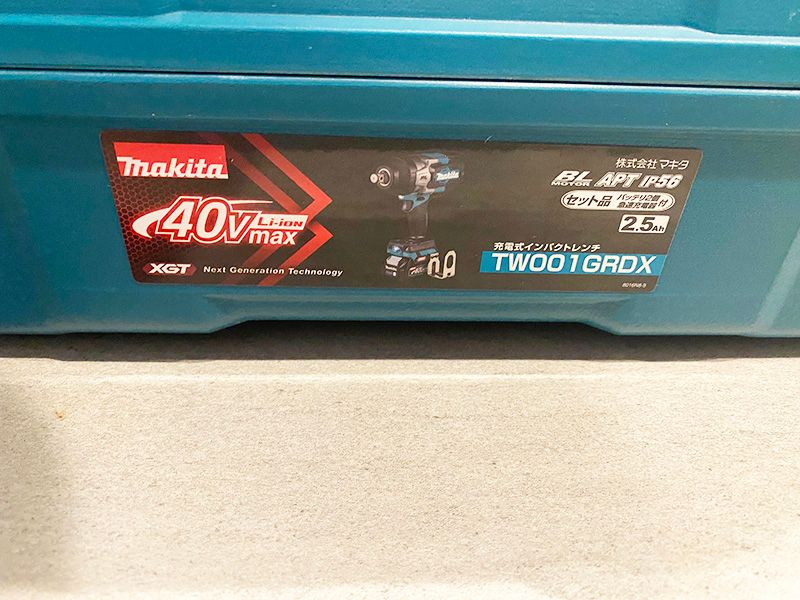 makita
40Vmax Li-ion
XGT Next Generation Technology
makita
株式会社 マキタ
BL MOTOR APT IP56
セット品 バッテリ2個 急速充電器 付
2.5Ah
充電式インパクトレンチ
TW001GRDX